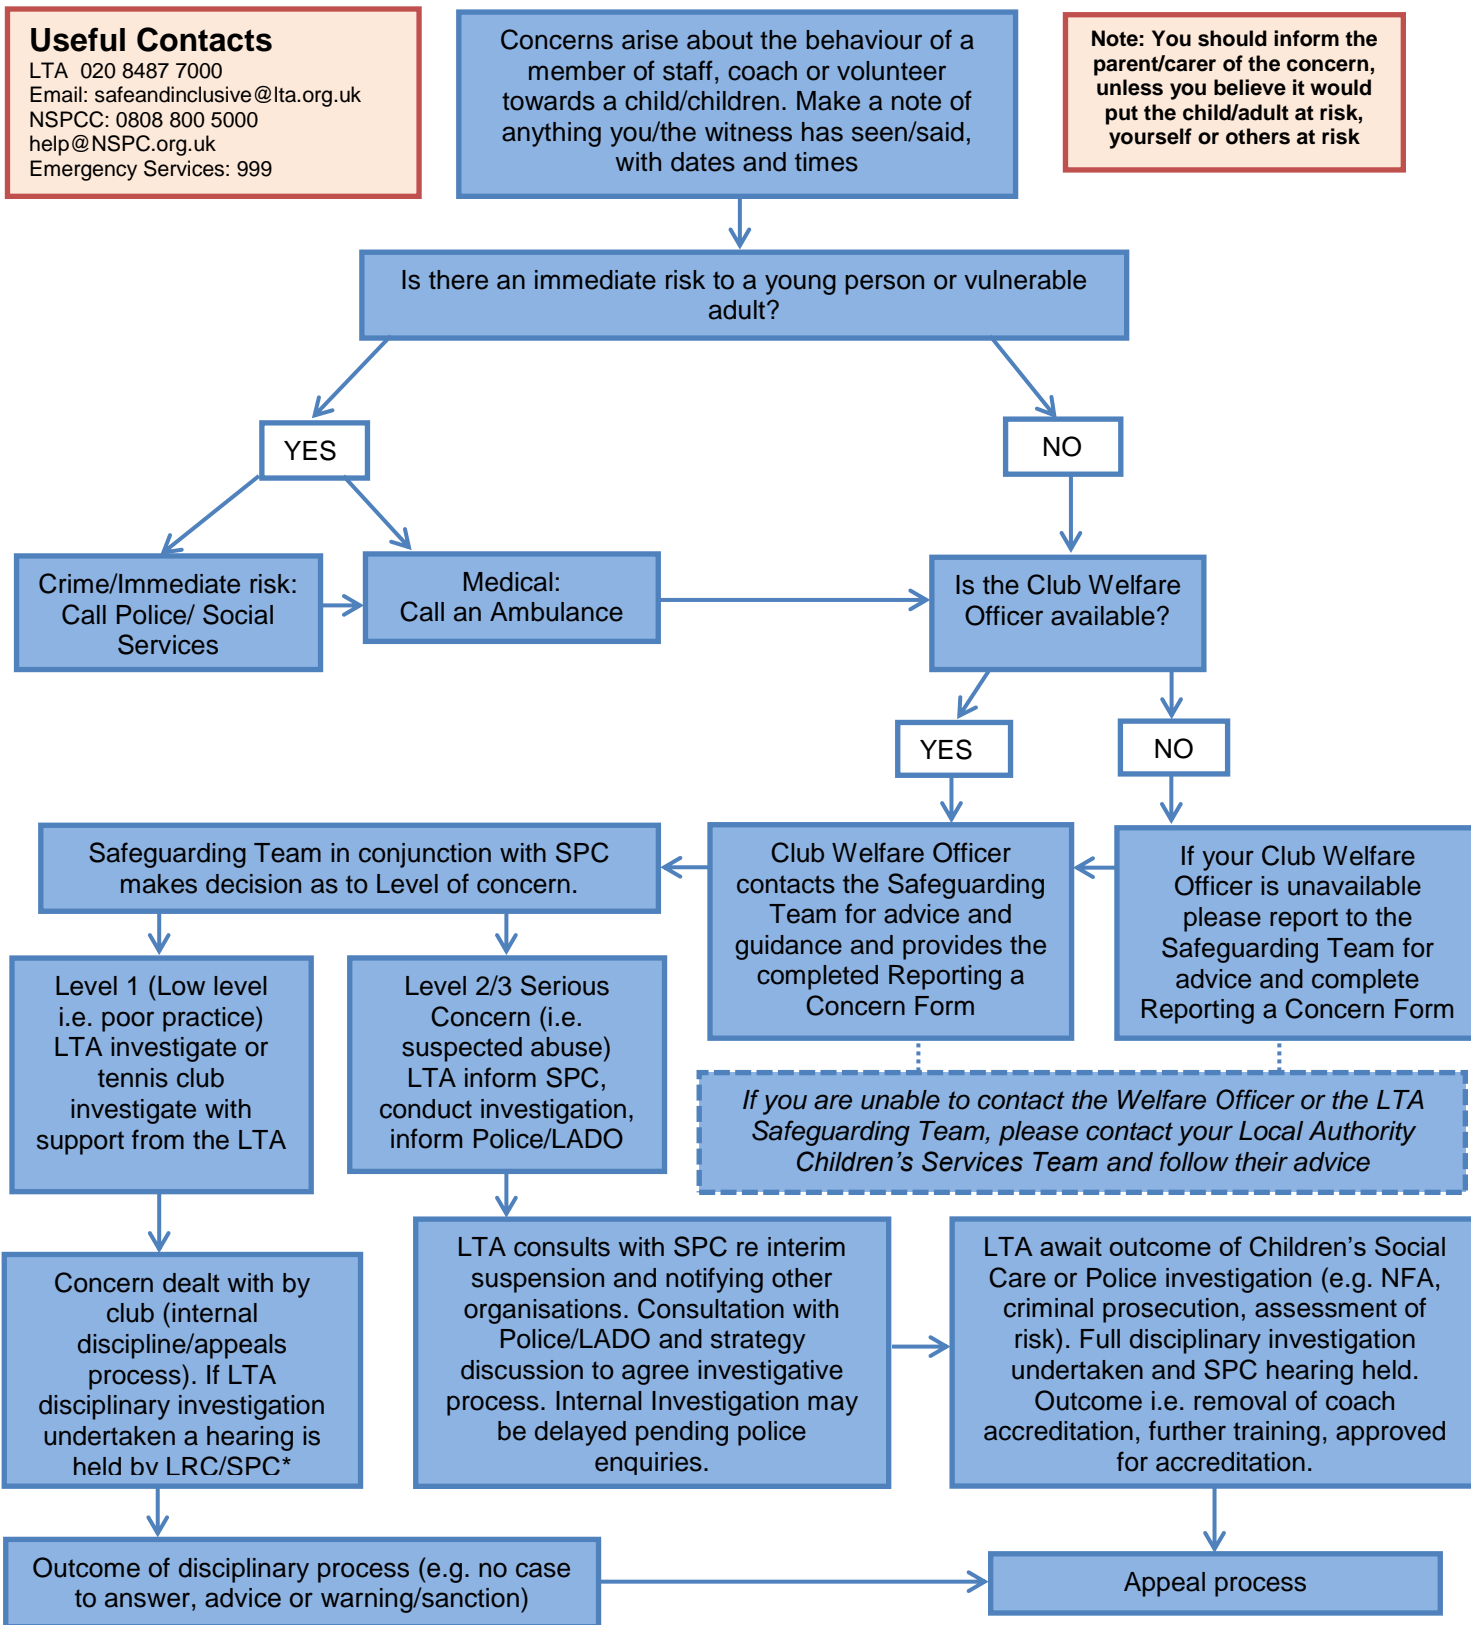 Useful Contacts
LTA  020 8487 7000
Email: safeandinclusive@lta.org.uk
NSPCC: 0808 800 5000
help@NSPC.org.uk
Emergency Services: 999
Concerns arise about the behaviour of a
member of staff, coach or volunteer
towards a child/children. Make a note of
anything you/the witness has seen/said,
with dates and times
Note: You should inform the
parent/carer of the concern,
unless you believe it would
put the child/adult at risk,
yourself or others at risk
Is there an immediate risk to a young person or vulnerable
adult?
YES
NO
Crime/Immediate risk:
Call Police/ Social
Services
Medical:
Call an Ambulance
Is the Club Welfare
Officer available?
YES
NO
Safeguarding Team in conjunction with SPC
makes decision as to Level of concern.
Club Welfare Officer
contacts the Safeguarding
Team for advice and
guidance and provides the
completed Reporting a
Concern Form
If your Club Welfare
Officer is unavailable
please report to the
Safeguarding Team for
advice and complete
Reporting a Concern Form
Level 1 (Low level
i.e. poor practice)
LTA investigate or
tennis club
investigate with
support from the LTA
Level 2/3 Serious
Concern (i.e.
suspected abuse)
LTA inform SPC,
conduct investigation,
inform Police/LADO
If you are unable to contact the Welfare Officer or the LTA
Safeguarding Team, please contact your Local Authority
Children’s Services Team and follow their advice
Concern dealt with by
club (internal
discipline/appeals
process). If LTA
disciplinary investigation
undertaken a hearing is
held by LRC/SPC*
LTA consults with SPC re interim
suspension and notifying other
organisations. Consultation with
Police/LADO and strategy
discussion to agree investigative
process. Internal Investigation may
be delayed pending police
enquiries.
LTA await outcome of Children’s Social
Care or Police investigation (e.g. NFA,
criminal prosecution, assessment of
risk). Full disciplinary investigation
undertaken and SPC hearing held.
Outcome i.e. removal of coach
accreditation, further training, approved
for accreditation.
Outcome of disciplinary process (e.g. no case
to answer, advice or warning/sanction)
Appeal process